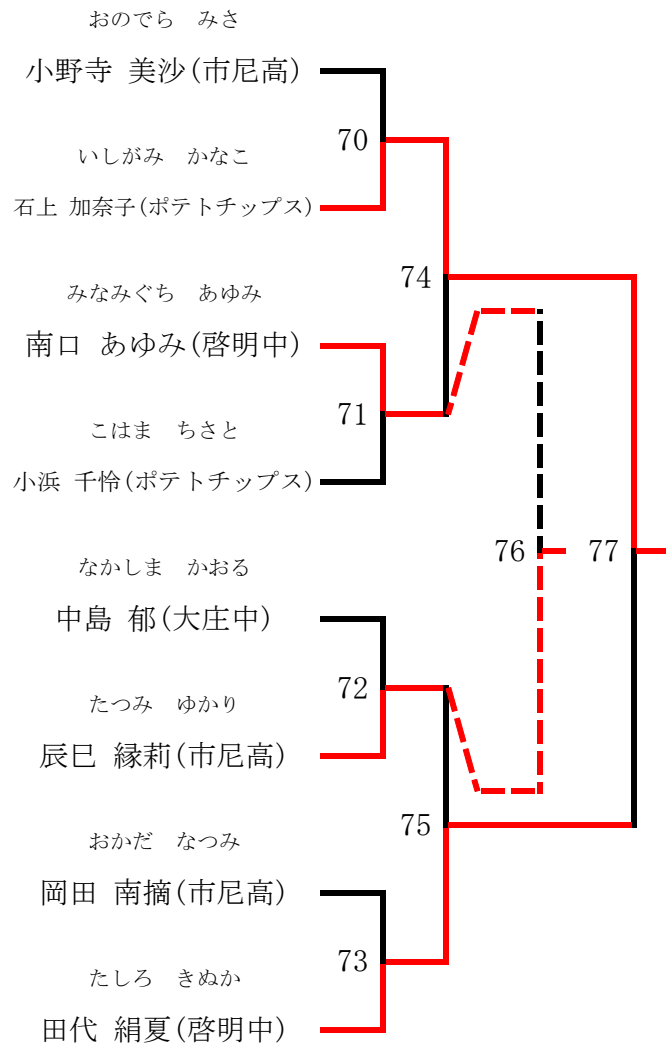 おのでら　みさ
小野寺 美沙(市尼高)
70
いしがみ　かなこ
石上 加奈子(ポテトチップス)
74
みなみぐち　あゆみ
南口 あゆみ(啓明中)
71
こはま　ちさと
小浜 千怜(ポテトチップス)
76 77
なかしま　かおる
中島 郁(大庄中)
72
たつみ　ゆかり
辰巳 縁莉(市尼高)
75
おかだ　なつみ
岡田 南摘(市尼高)
73
たしろ　きぬか
田代 絹夏(啓明中)